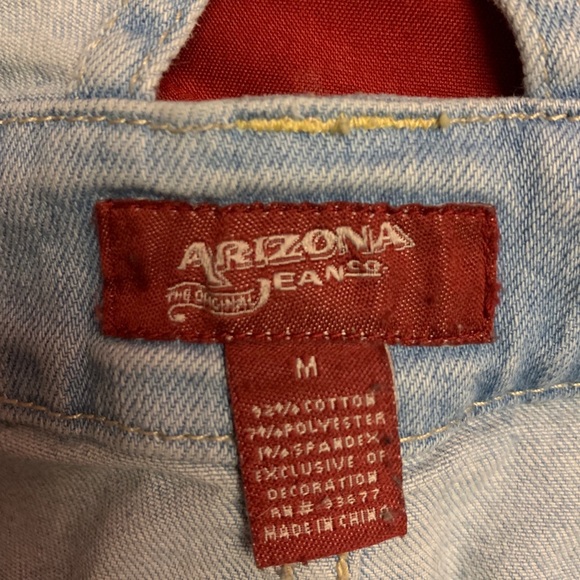 ARIZONA
JEAN CO.
THE ORIGINAL
M
92% COTTON
7% POLYESTER
1% SPANDEX
EXCLUSIVE OF
DECORATION
RN # 93677
MADE IN CHINA